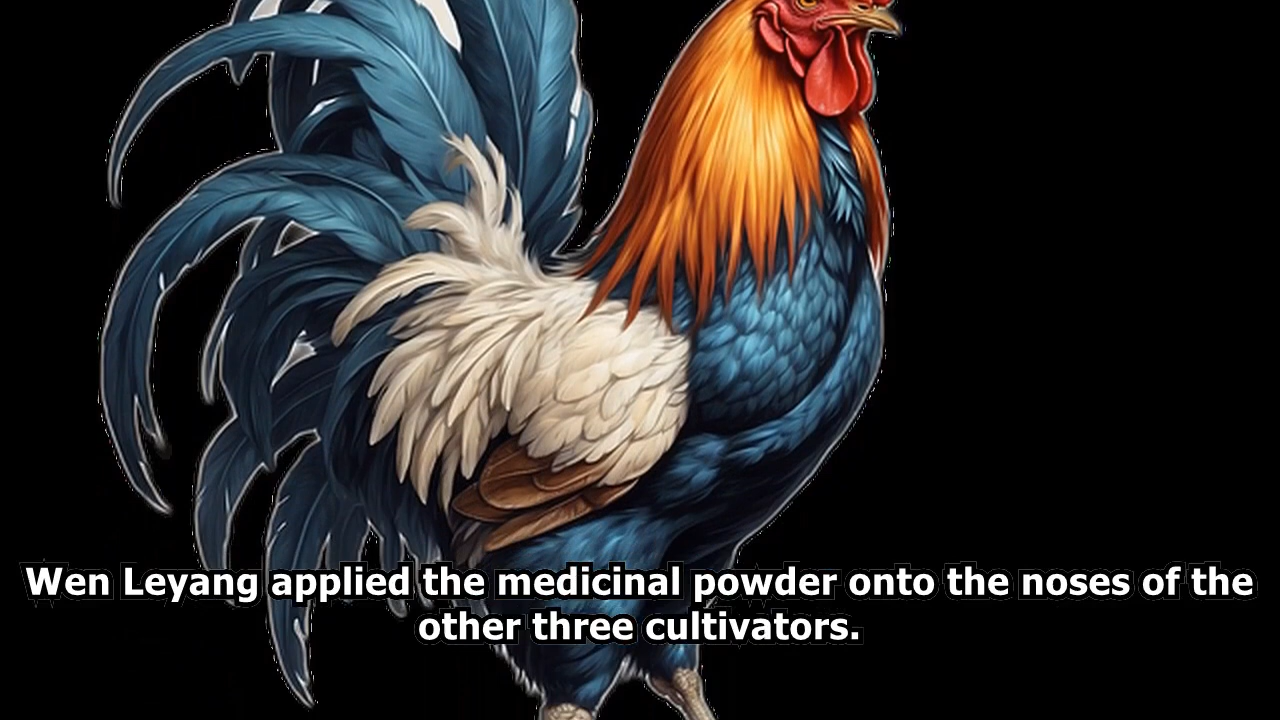 Wen Leyang applied the medicinal powder onto the noses of the
other three cultivators.